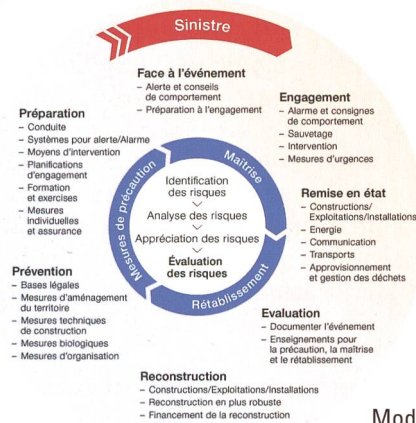 Sinistre
Face à l'événement
– Alerte et conseils
de comportement
– Préparation à l'engagement
Engagement
– Alarme et consignes
de comportement
– Sauvetage
– Intervention
– Mesures d'urgences
Préparation
– Conduite
– Systèmes pour alerte/Alarme
– Moyens d'intervention
– Planifications
d'engagement
– Formation
et exercises
– Mesures
individuelles
et assurance
Mesures de précaution
Maîtrise
Rétablissement
Identification
des risques
Analyse des risques
Appréciation des risques
Évaluation
des risques
Remise en état
– Constructions/
Exploitations/Installations
– Energie
– Communication
– Transports
– Approvisionnement
et gestion des déchets
Prévention
– Bases légales
– Mesures d'aménagement
du territoire
– Mesures techniques
de construction
– Mesures biologiques
– Mesures d'organisation
Evaluation
– Documenter l'événement
– Enseignements pour
la précaution, la maîtrise
et le rétablissement
Reconstruction
– Constructions/Exploitations/Installations
– Reconstruction en plus robuste
– Financement de la reconstruction
Mod